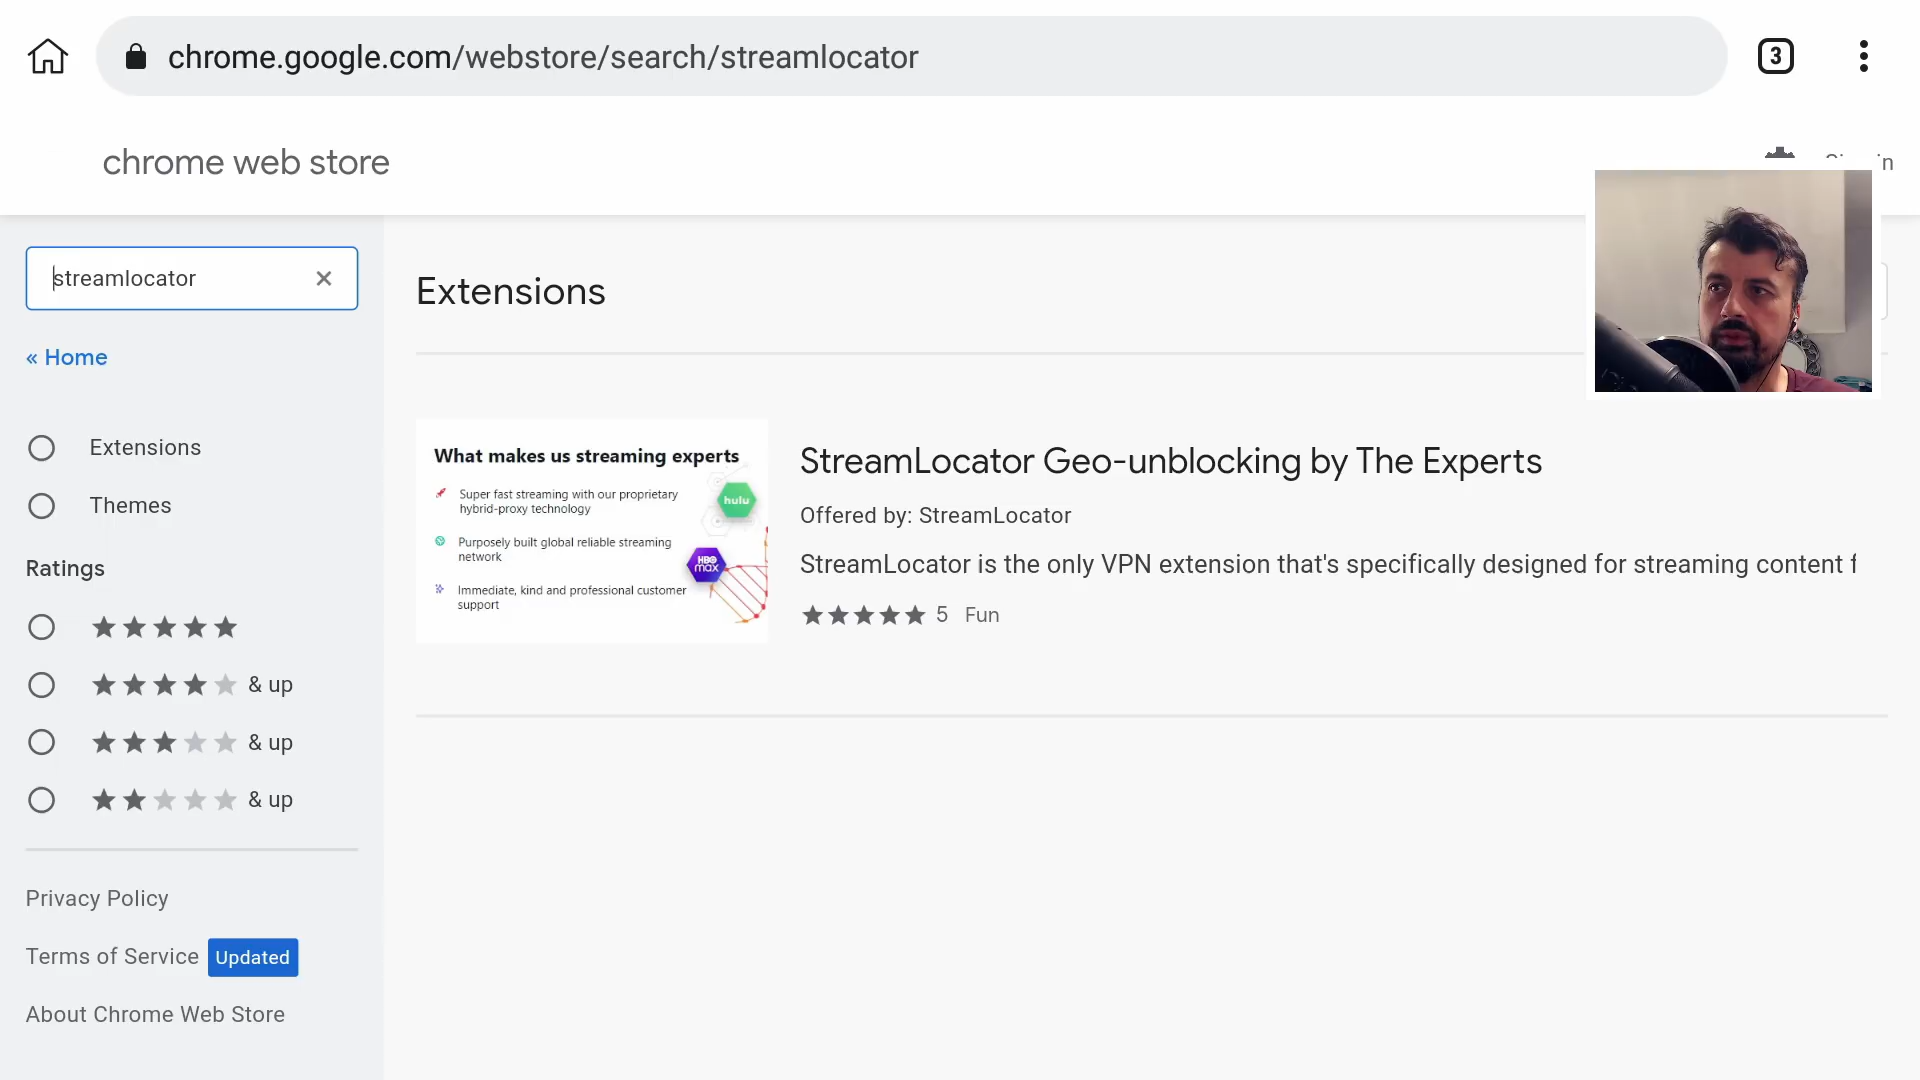 chrome.google.com/webstore/search/streamlocator
3
chrome web store
streamlocator
« Home
Extensions
Themes
Ratings
& up
& up
& up
Privacy Policy
Terms of Service Updated
About Chrome Web Store
Extensions
What makes us streaming experts
Super fast streaming with our proprietary
hybrid-proxy technology
Purposely built global reliable streaming
network
Immediate, kind and professional customer
support
hulu
HBO
max
StreamLocator Geo-unblocking by The Experts
Offered by: StreamLocator
StreamLocator is the only VPN extension that's specifically designed for streaming content f
5 Fun